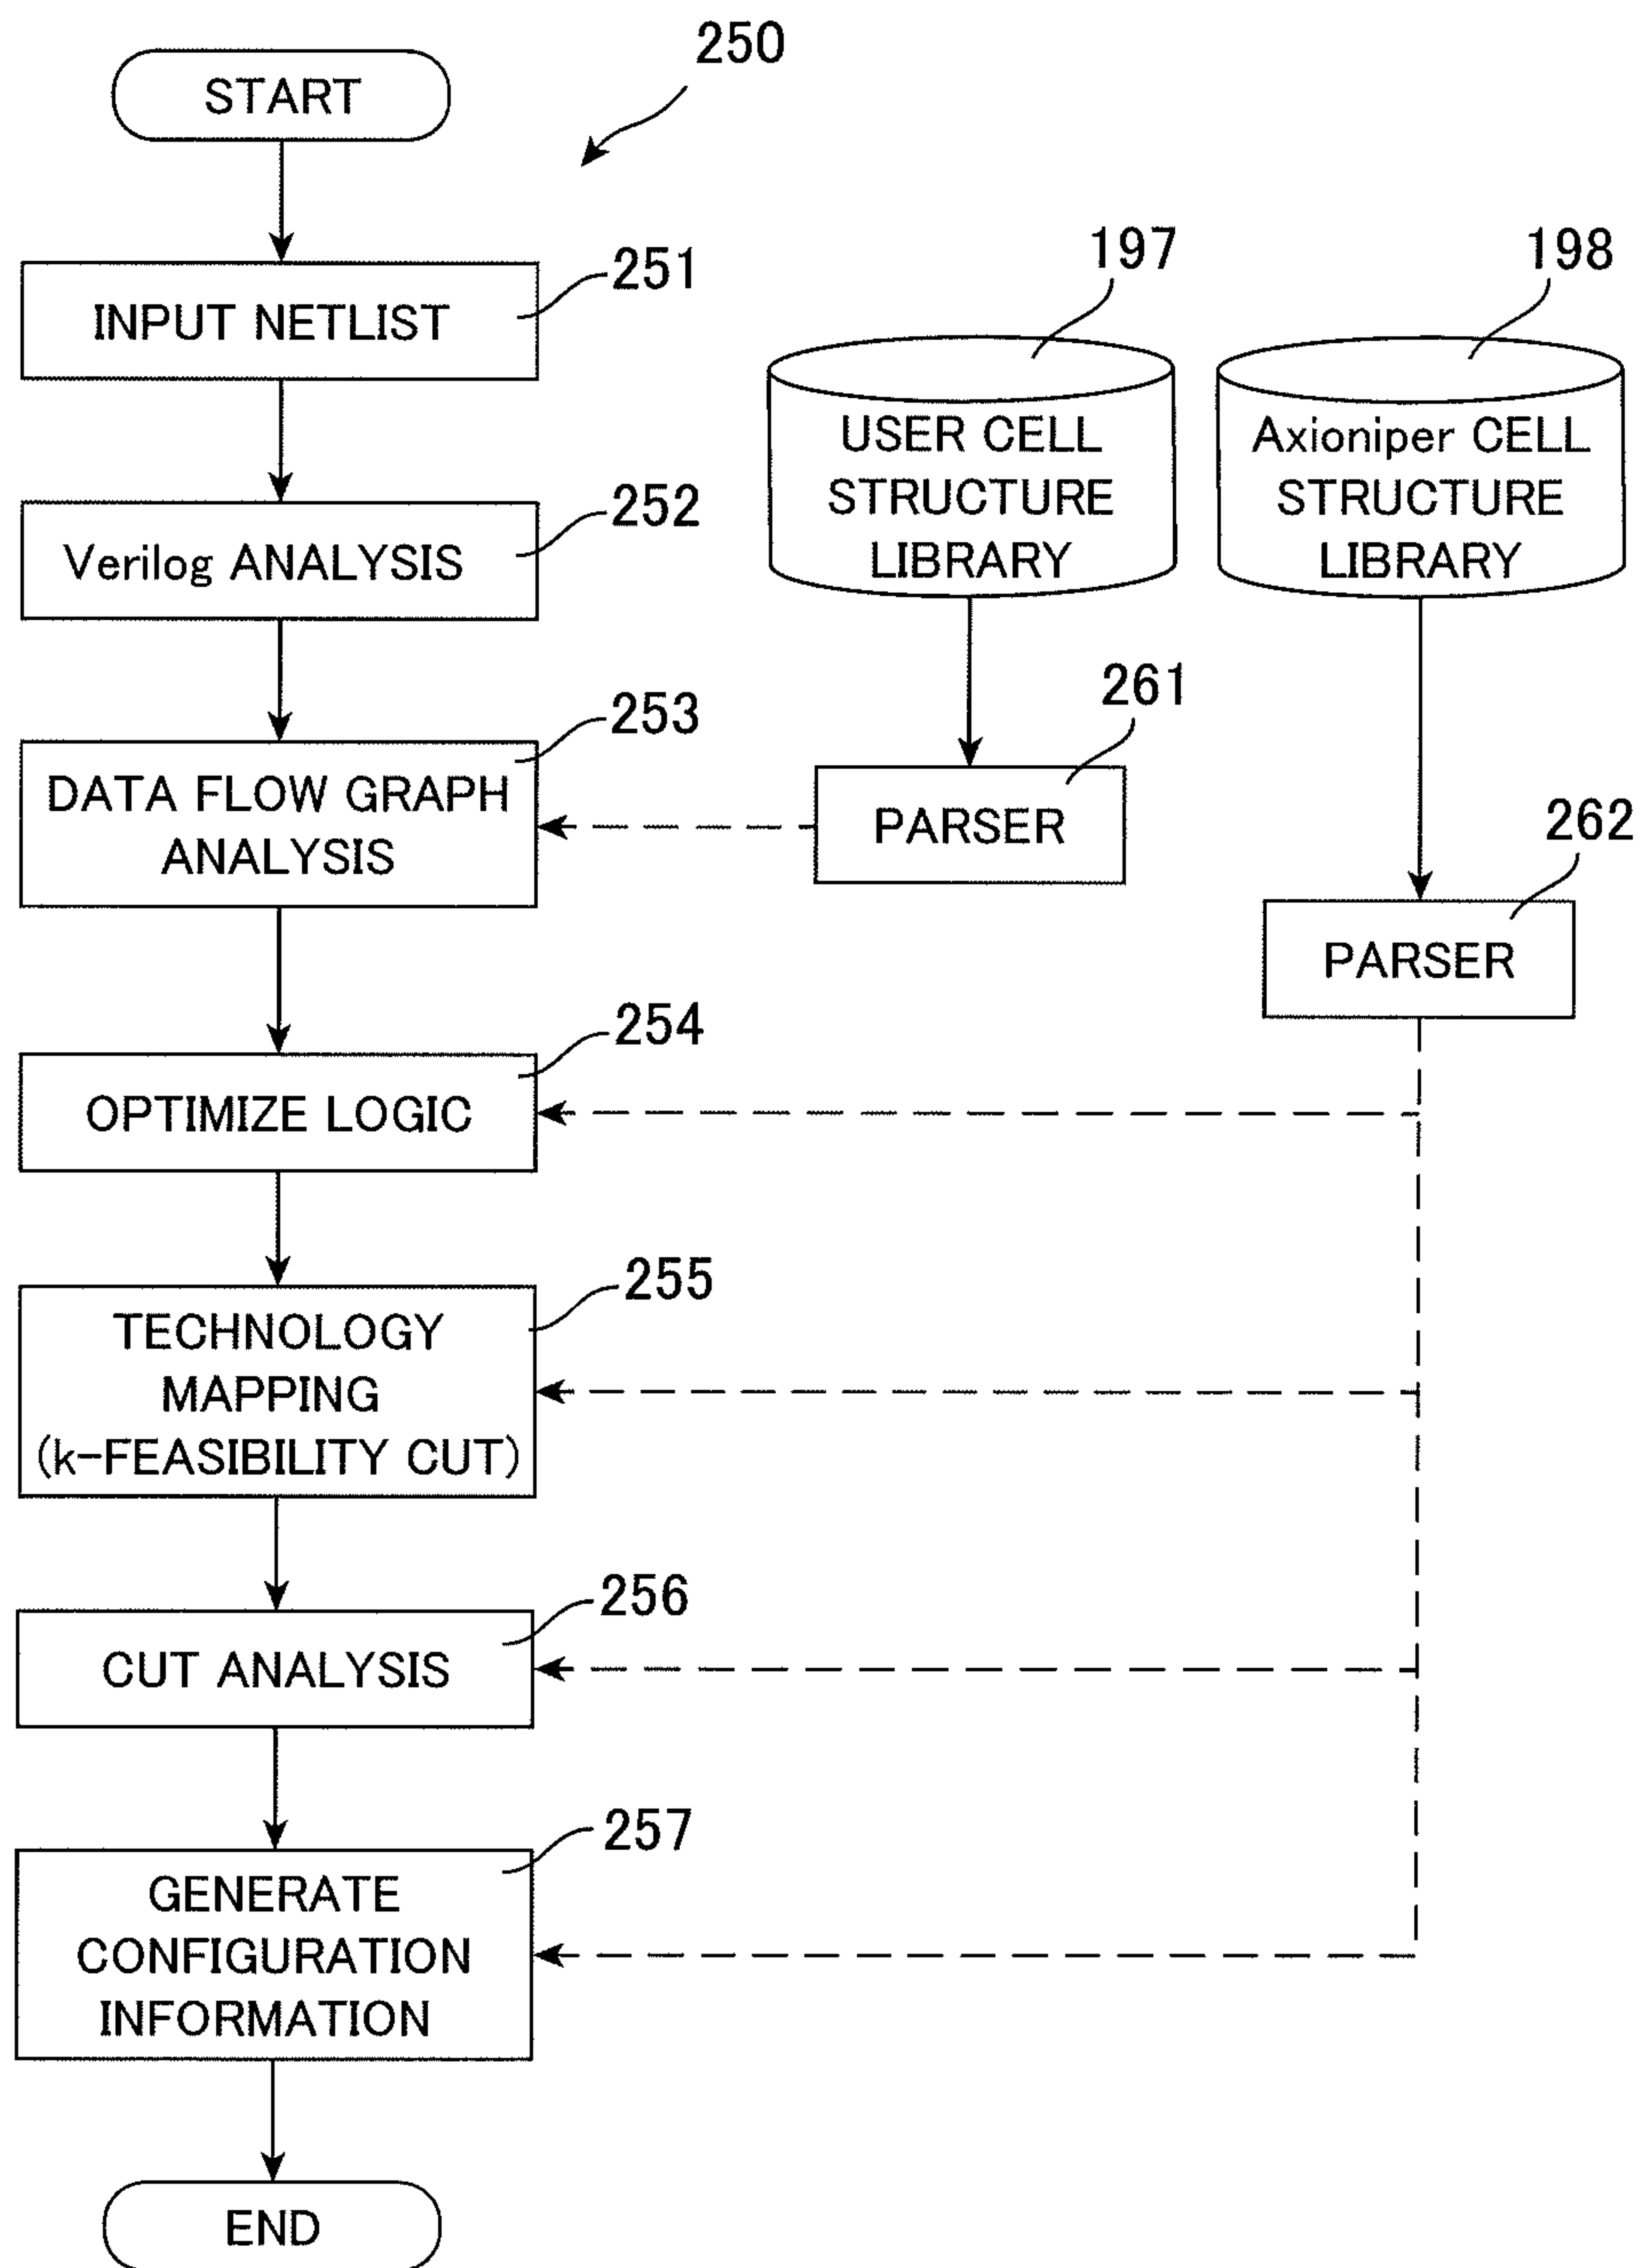 250
START
251
INPUT NETLIST
197
198
USER CELL
STRUCTURE
LIBRARY
Axioniper CELL
STRUCTURE
LIBRARY
252
Verilog ANALYSIS
253
DATA FLOW GRAPH
ANALYSIS
261
PARSER
262
PARSER
254
OPTIMIZE LOGIC
255
TECHNOLOGY
MAPPING
(k-FEASIBILITY CUT)
256
CUT ANALYSIS
257
GENERATE
CONFIGURATION
INFORMATION
END